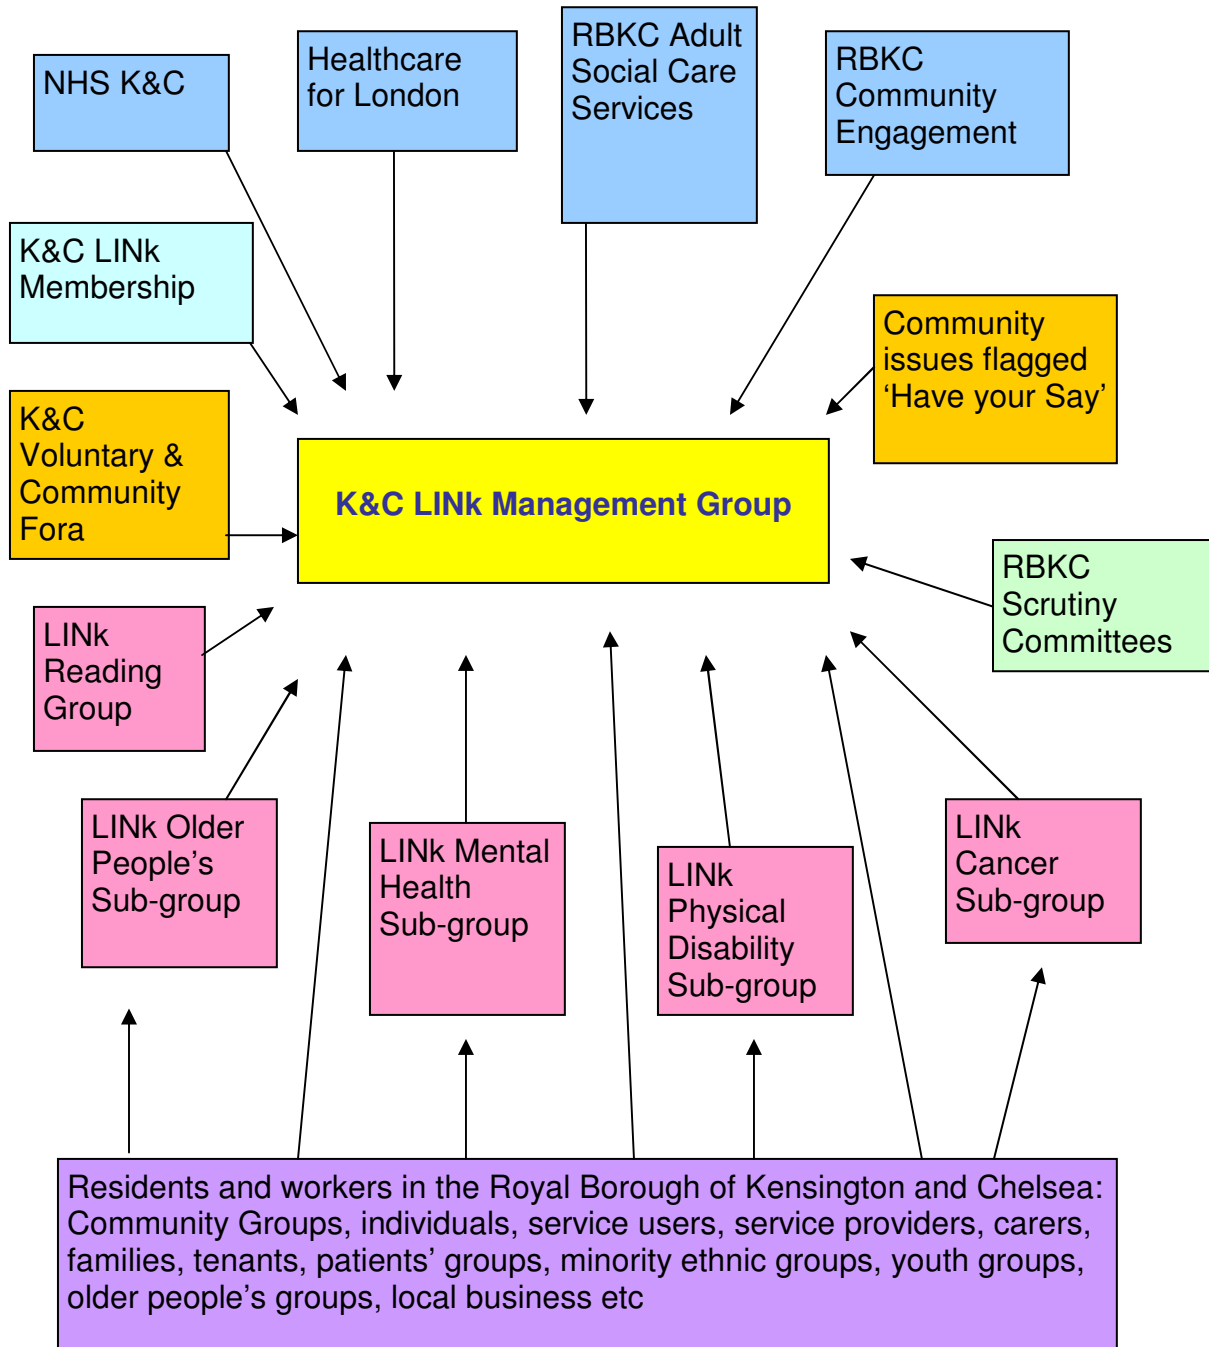 NHS K&C
Healthcare
for London
RBKC Adult
Social Care
Services
RBKC
Community
Engagement
K&C LINk
Membership
Community
issues flagged
‘Have your Say’
K&C
Voluntary &
Community
Fora
K&C LINk Management Group
RBKC
Scrutiny
Committees
LINk
Reading
Group
LINk Older
People’s
Sub-group
LINk Mental
Health
Sub-group
LINk
Physical
Disability
Sub-group
LINk
Cancer
Sub-group
Residents and workers in the Royal Borough of Kensington and Chelsea:
Community Groups, individuals, service users, service providers, carers,
families, tenants, patients’ groups, minority ethnic groups, youth groups,
older people’s groups, local business etc